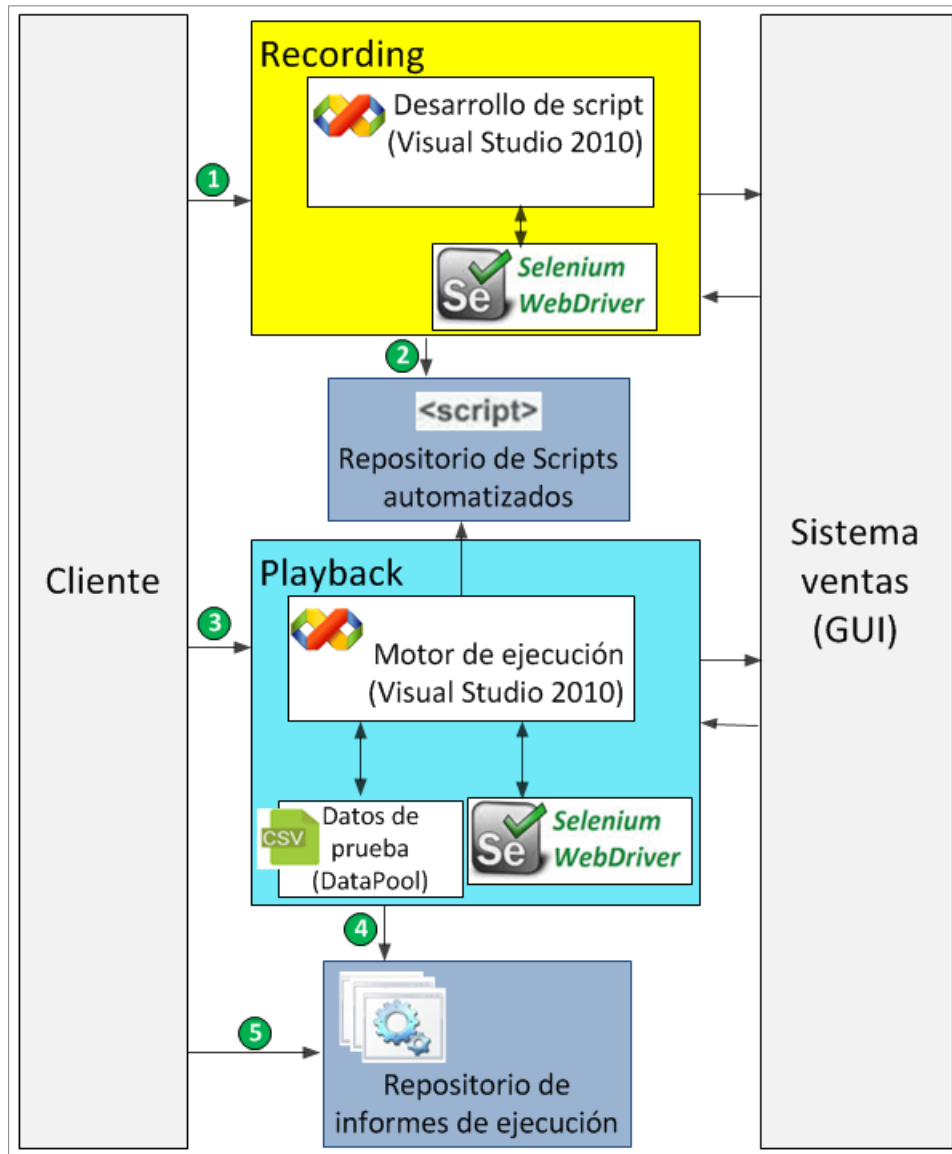 Recording
Desarrollo de script
(Visual Studio 2010)
1
Se
Selenium
WebDriver
2
<script>
Repositorio de Scripts
automatizados
Cliente
Sistema
ventas
(GUI)
Playback
3
Motor de ejecución
(Visual Studio 2010)
CSV
Datos de
prueba
(DataPool)
Se
Selenium
WebDriver
4
5
Repositorio de
informes de ejecución